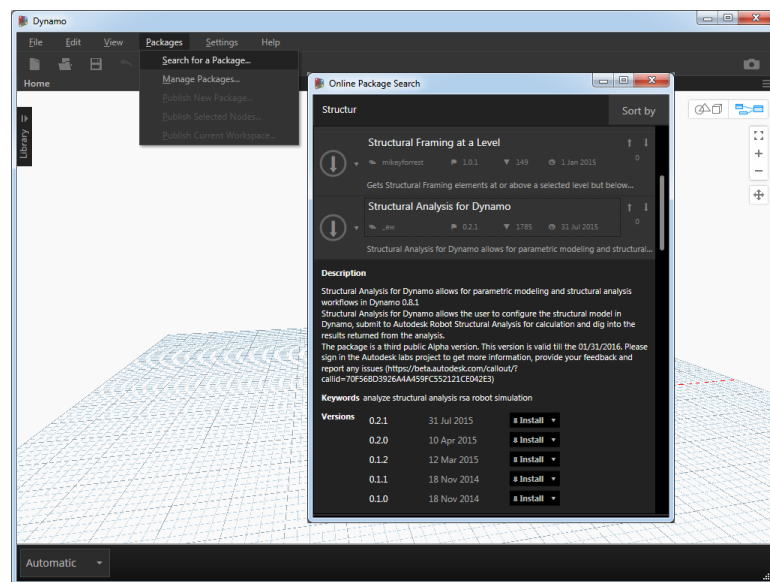 Dynamo
File Edit View Packages Settings Help
Search for a Package...
Manage Packages...
Publish New Package...
Publish Selected Nodes...
Publish Current Workspace...
Home
Library
Online Package Search
Structur
Sort by
Structural Framing at a Level
mikeyforrest 1.0.1 149 1 Jan 2015 0
Gets Structural Framing elements at or above a selected level but below...
Structural Analysis for Dynamo
_ew 0.2.1 1785 31 Jul 2015 0
Structural Analysis for Dynamo allows for parametric modeling and structural...
Description
Structural Analysis for Dynamo allows for parametric modeling and structural analysis
workflows in Dynamo 0.8.1
Structural Analysis for Dynamo allows the user to configure the structural model in
Dynamo, submit to Autodesk Robot Structural Analysis for calculation and dig into the
results returned from the analysis.
The package is a third public Alpha version. This version is valid till the 01/31/2016. Please
sign in the Autodesk labs project to get more information, provide your feedback and
report any issues (https://beta.autodesk.com/callout/?
callid=70F56BD3926A4A459FC552121CE042E3)
Keywords analyze structural analysis rsa robot simulation
Versions 0.2.1 31 Jul 2015 Install
0.2.0 10 Apr 2015 Install
0.1.2 12 Mar 2015 Install
0.1.1 18 Nov 2014 Install
0.1.0 18 Nov 2014 Install
Automatic